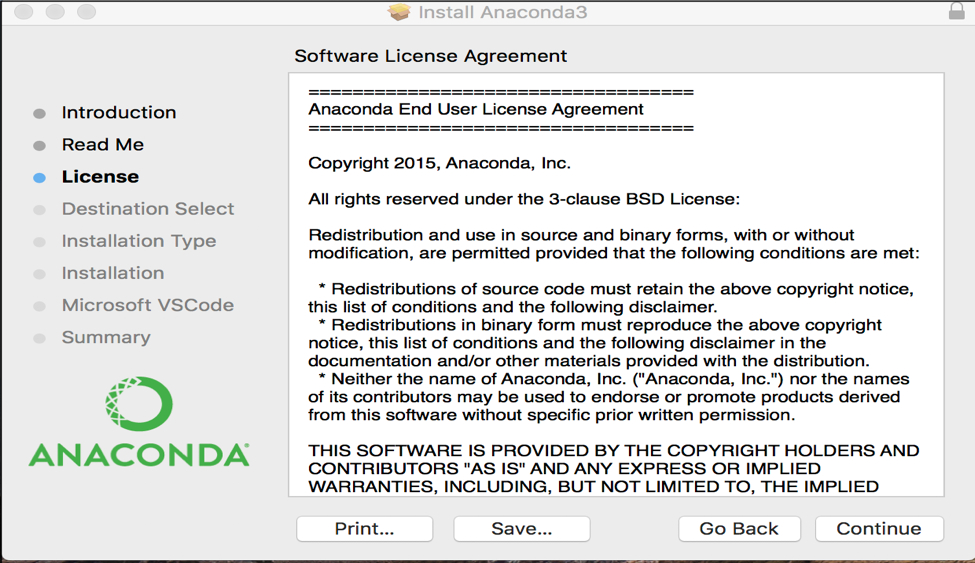 Install Anaconda3
Software License Agreement
Introduction
Read Me
License
Destination Select
Installation Type
Installation
Microsoft VSCode
Summary
ANACONDA
===================================
Anaconda End User License Agreement
===================================
Copyright 2015, Anaconda, Inc.
All rights reserved under the 3-clause BSD License:
Redistribution and use in source and binary forms, with or without
modification, are permitted provided that the following conditions are met:
* Redistributions of source code must retain the above copyright notice,
this list of conditions and the following disclaimer.
* Redistributions in binary form must reproduce the above copyright
notice, this list of conditions and the following disclaimer in the
documentation and/or other materials provided with the distribution.
* Neither the name of Anaconda, Inc. ("Anaconda, Inc.") nor the names
of its contributors may be used to endorse or promote products derived
from this software without specific prior written permission.
THIS SOFTWARE IS PROVIDED BY THE COPYRIGHT HOLDERS AND
CONTRIBUTORS "AS IS" AND ANY EXPRESS OR IMPLIED
WARRANTIES, INCLUDING, BUT NOT LIMITED TO, THE IMPLIED
Print...
Save...
Go Back
Continue